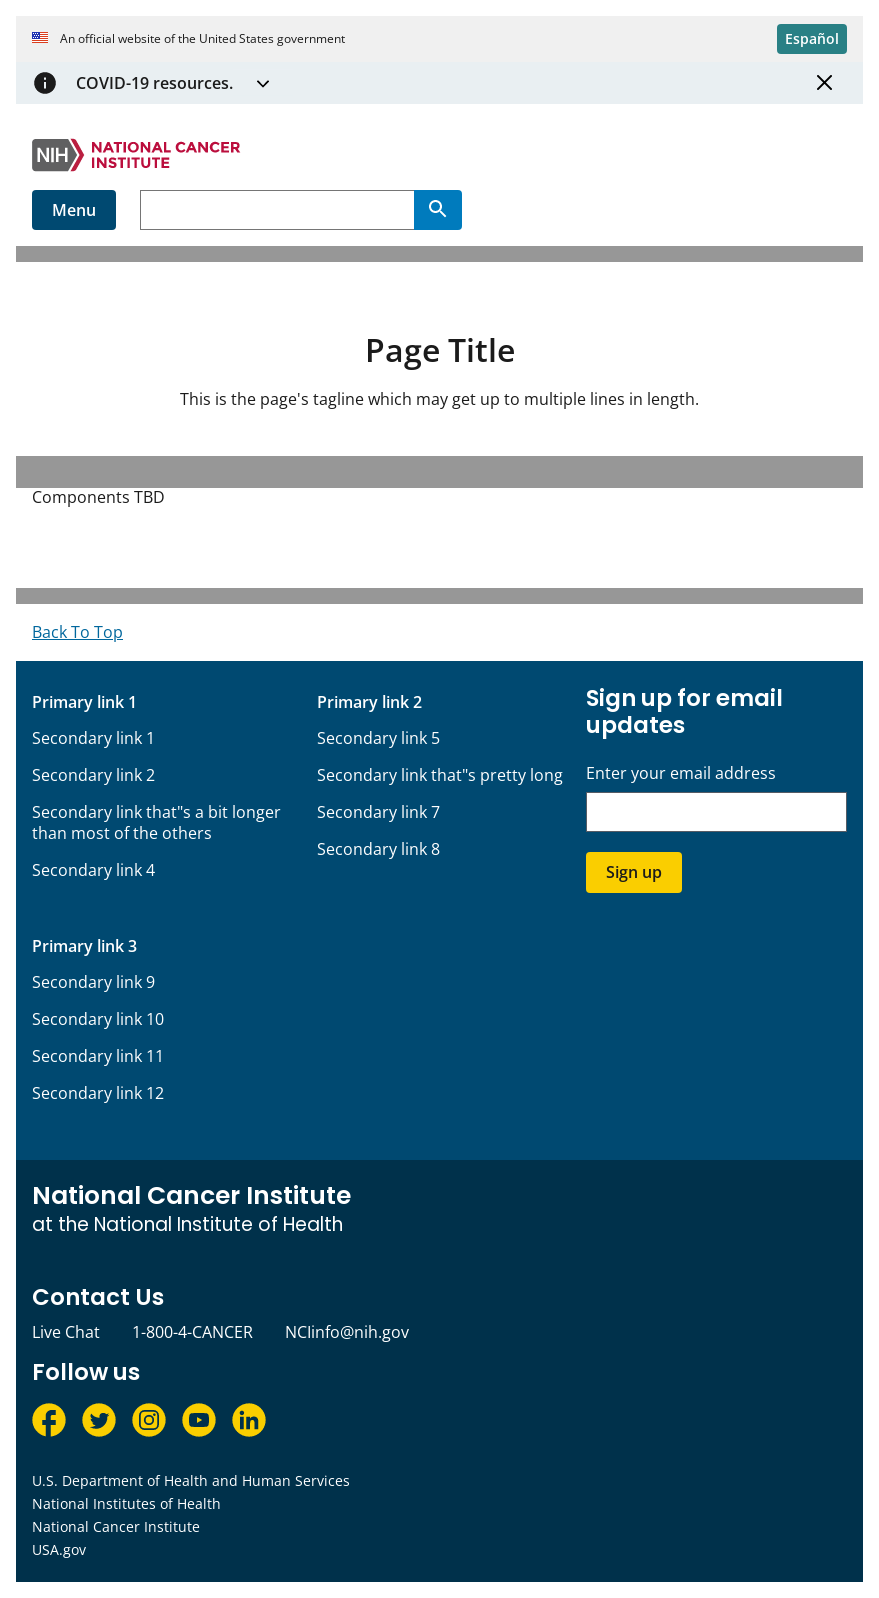 An official website of the United States government
Español
COVID-19 resources.
NIH NATIONAL CANCER
INSTITUTE
Menu
Page Title
This is the page's tagline which may get up to multiple lines in length.
Components TBD
Back To Top
Primary link 1
Secondary link 1
Secondary link 2
Secondary link that"s a bit longer
than most of the others
Secondary link 4
Primary link 2
Secondary link 5
Secondary link that"s pretty long
Secondary link 7
Secondary link 8
Primary link 3
Secondary link 9
Secondary link 10
Secondary link 11
Secondary link 12
Sign up for email
updates
Enter your email address
Sign up
National Cancer Institute
at the National Institute of Health
Contact Us
Live Chat 1-800-4-CANCER NCIinfo@nih.gov
Follow us
U.S. Department of Health and Human Services
National Institutes of Health
National Cancer Institute
USA.gov